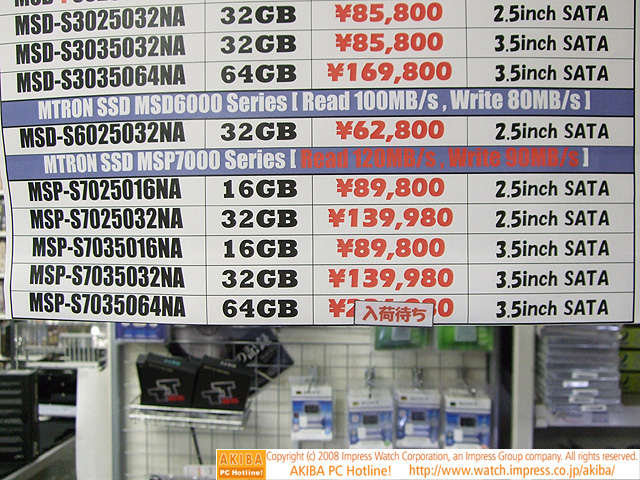 MSD-S3025032NA 32GB ¥85,800 2.5inch SATA
MSD-S3035032NA 32GB ¥85,800 3.5inch SATA
MSD-S3035064NA 64GB ¥169,800 3.5inch SATA
MTRON SSD MSD6000 Series [ Read 100MB/s , Write 80MB/s ]
MSD-S6025032NA 32GB ¥62,800 2.5inch SATA
MTRON SSD MSP7000 Series [ Read 120MB/s , Write 90MB/s ]
MSP-S7025016NA 16GB ¥89,800 2.5inch SATA
MSP-S7025032NA 32GB ¥139,980 2.5inch SATA
MSP-S7035016NA 16GB ¥89,800 3.5inch SATA
MSP-S7035032NA 32GB ¥139,980 3.5inch SATA
MSP-S7035064NA 64GB 3.5inch SATA
入荷待ち
AKIBA PC Hotline!
Copyright (c) 2008 Impress Watch Corporation, an Impress Group company. All rights reserved.
AKIBA PC Hotline! http://www.watch.impress.co.jp/akiba/